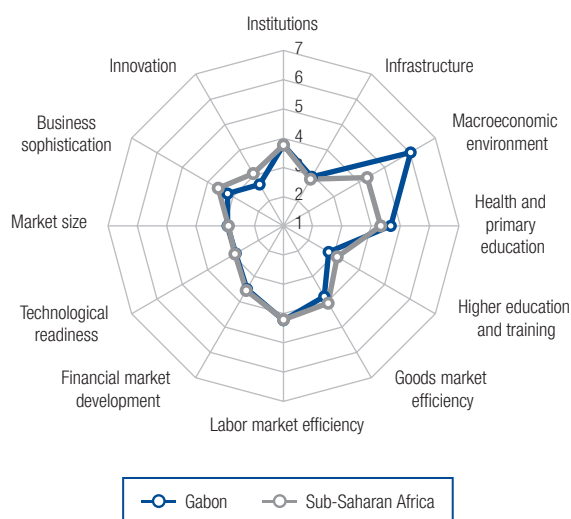 Institutions
7
6
5
4
3
2
1
Infrastructure
Macroeconomic
environment
Health and
primary
education
Higher education
and training
Goods market
efficiency
Labor market efficiency
Financial market
development
Technological
readiness
Market size
Business
sophistication
Innovation
Gabon
Sub-Saharan Africa